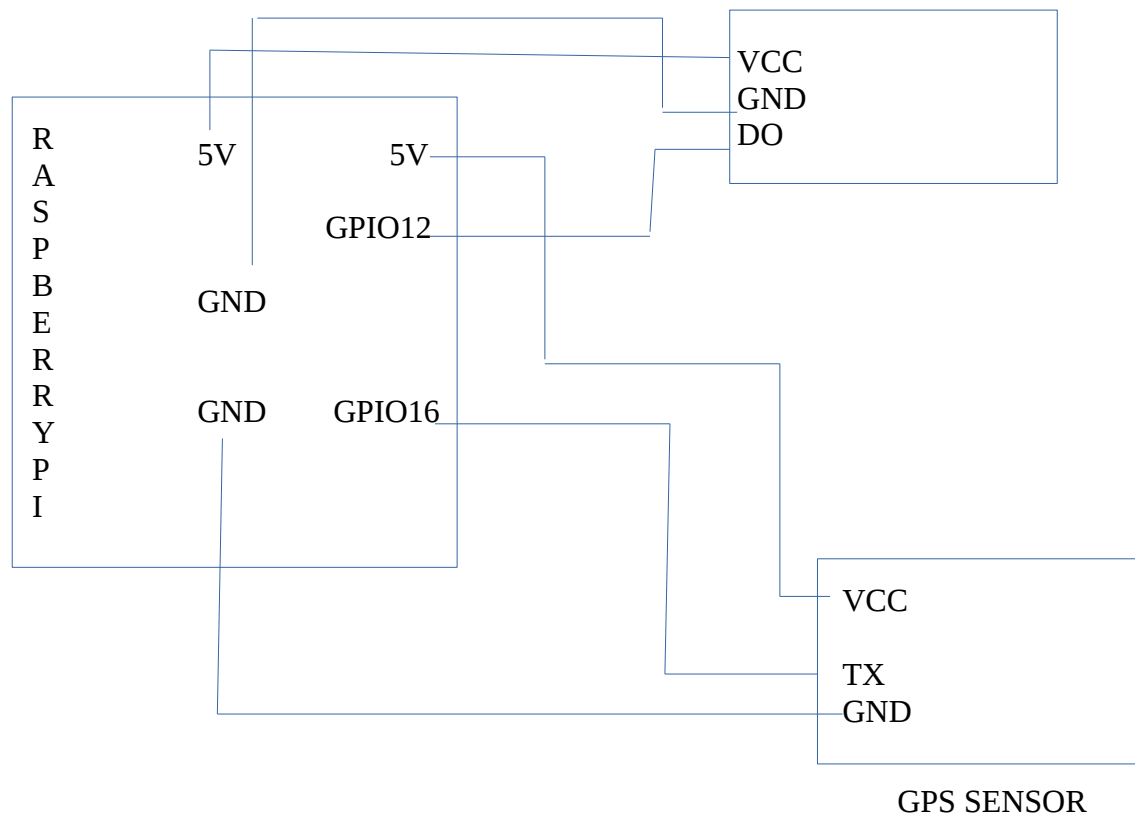 R
A
S
P
B
E
R
R
Y
P
I
5V
5V
GPIO12
GND
GND
GPIO16
VCC
GND
DO
VCC
TX
GND
GPS SENSOR